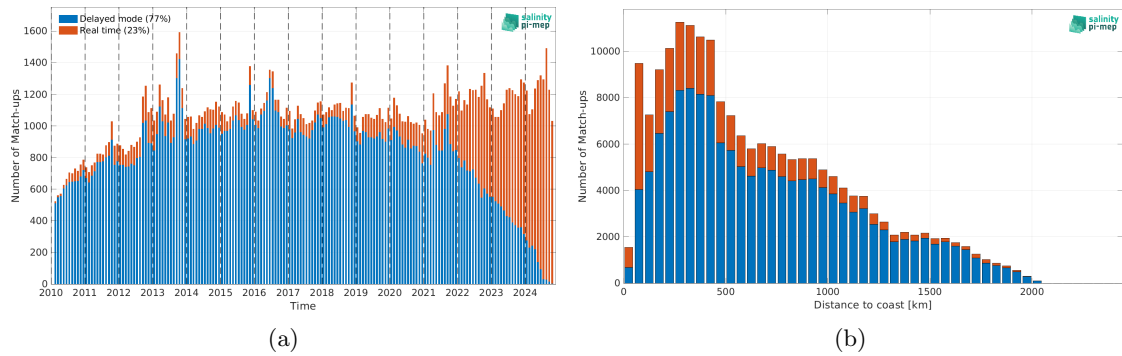 Delayed mode (77%)
Real time (23%)
salinity
pi-mep
Number of Match-ups
1600
1400
1200
1000
800
600
400
200
0
2010 2011 2012 2013 2014 2015 2016 2017 2018 2019 2020 2021 2022 2023 2024
Time
(a)
salinity
pi-mep
Number of Match-ups
10000
8000
6000
4000
2000
0
0 500 1000 1500 2000
Distance to coast [km]
(b)